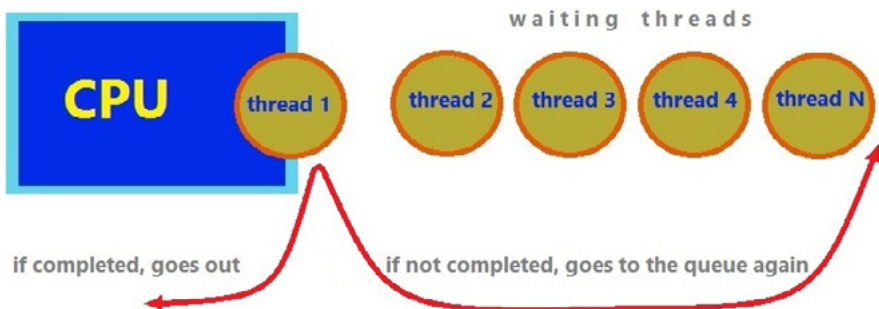 waiting threads
CPU
thread 1
thread 2
thread 3
thread 4
thread N
if completed, goes out
if not completed, goes to the queue again